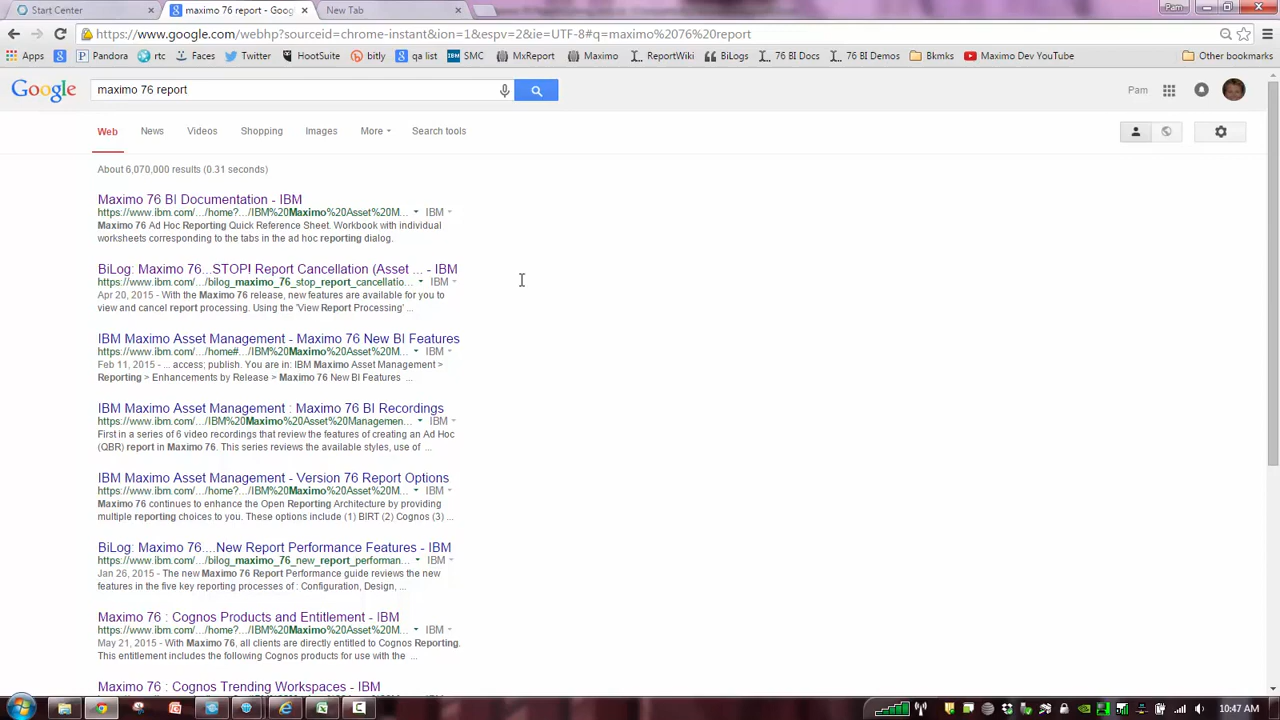 Start Center
maximo 76 report - Goog
New Tab
Pam
https://www.google.com/webhp?sourceid=chrome-instant&ion=1&espv=2&ie=UTF-8#q=maximo%2076%20report
Apps
Pandora
rtc
Faces
Twitter
HootSuite
bitly
qa list
SMC
MxReport
Maximo
ReportWiki
BiLogs
76 BI Docs
76 BI Demos
Bkmks
Maximo Dev YouTube
Other bookmarks
Google
maximo 76 report
Pam
Web
News
Videos
Shopping
Images
More
Search tools
About 6,070,000 results (0.31 seconds)
Maximo 76 BI Documentation - IBM
https://www.ibm.com/.../home?.../IBM%20Maximo%20Asset%20M... IBM
Maximo 76 Ad Hoc Reporting Quick Reference Sheet. Workbook with individual
worksheets corresponding to the tabs in the ad hoc reporting dialog.
BiLog: Maximo 76...STOP! Report Cancellation (Asset ... - IBM
https://www.ibm.com/.../bilog_maximo_76_stop_report_cancellatio... IBM
Apr 20, 2015 - With the Maximo 76 release, new features are available for you to
view and cancel report processing. Using the 'View Report Processing' ...
IBM Maximo Asset Management - Maximo 76 New BI Features
https://www.ibm.com/.../home#.../IBM%20Maximo%20Asset%20M... IBM
Feb 11, 2015 - ... access; publish. You are in: IBM Maximo Asset Management >
Reporting > Enhancements by Release > Maximo 76 New BI Features ...
IBM Maximo Asset Management : Maximo 76 BI Recordings
https://www.ibm.com/.../IBM%20Maximo%20Asset%20Managemen... IBM
First in a series of 6 video recordings that review the features of creating an Ad Hoc
(QBR) report in Maximo 76. This series reviews the available styles, use of ...
IBM Maximo Asset Management - Version 76 Report Options
https://www.ibm.com/.../home?.../IBM%20Maximo%20Asset%20M... IBM
Maximo 76 continues to enhance the Open Reporting Architecture by providing
multiple reporting choices to you. These options include (1) BIRT (2) Cognos (3) ...
BiLog: Maximo 76....New Report Performance Features - IBM
https://www.ibm.com/.../bilog_maximo_76_new_report_performan... IBM
Jan 26, 2015 - The new Maximo 76 Report Performance guide reviews the new
features in the five key reporting processes of : Configuration, Design, ...
Maximo 76 : Cognos Products and Entitlement - IBM
https://www.ibm.com/.../home?.../IBM%20Maximo%20Asset%20M... IBM
May 21, 2015 - With Maximo 76, all clients are directly entitled to Cognos Reporting.
This entitlement includes the following Cognos products for use with the ...
Maximo 76 : Cognos Trending Workspaces - IBM
10:47 AM